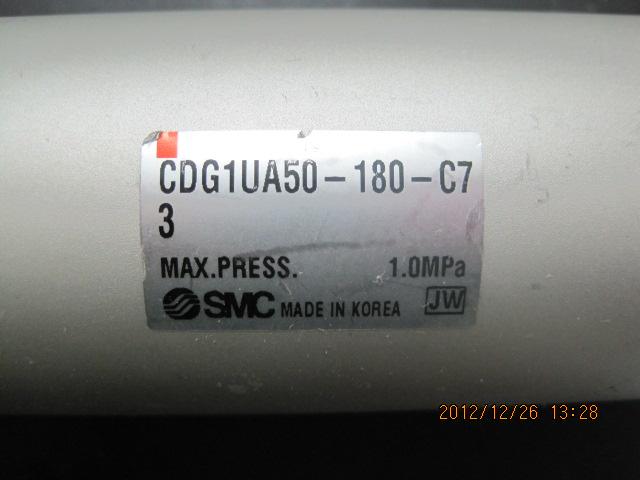 CDG1UA50-180-C7
3
MAX.PRESS. 1.0MPa
SMC MADE IN KOREA JW
2012/12/26 13:28